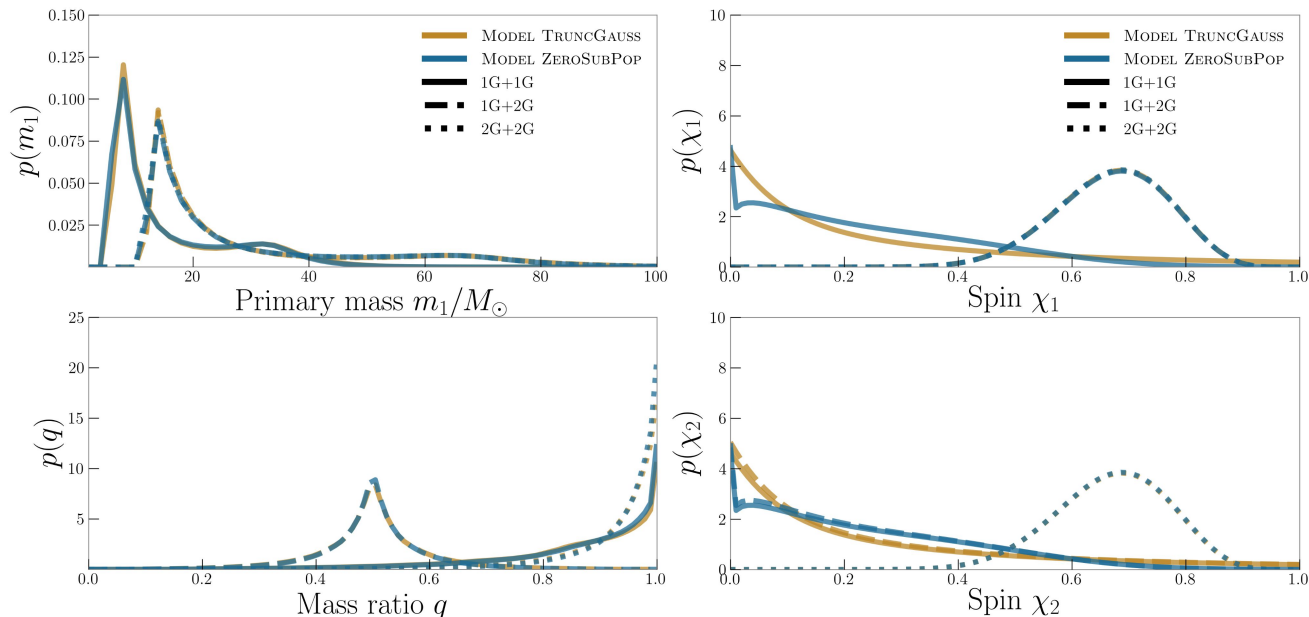 0.150
0.125
0.100
0.075
0.050
0.025
p(m₁)
MODEL TRUNCGAUSS
MODEL ZEROSUBPOP
1G+1G
1G+2G
2G+2G
20
40
60
80
100
Primary mass m₁/M⊙
10
8
6
4
2
0
p(χ₁)
MODEL TRUNCGAUSS
MODEL ZEROSUBPOP
1G+1G
1G+2G
2G+2G
0.0
0.2
0.4
0.6
0.8
1.0
Spin χ₁
25
20
15
10
5
p(q)
0.0
0.2
0.4
0.6
0.8
1.0
Mass ratio q
10
8
6
4
2
0
p(χ₂)
0.0
0.2
0.4
0.6
0.8
1.0
Spin χ₂